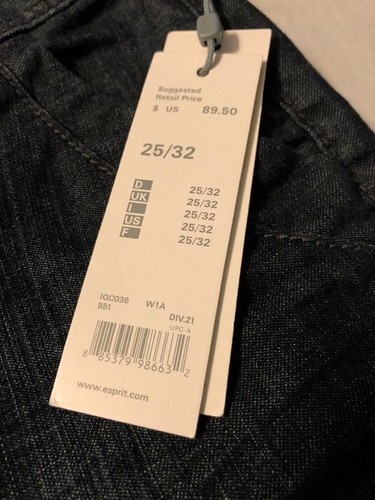 Suggested
Retail Price
$ US 89.50
25/32
D 25/32
UK 25/32
I 25/32
US 25/32
F 25/32
IQC036 W1A
951 DIV.21
UPC-A
8 85379 98663 2
www.esprit.com